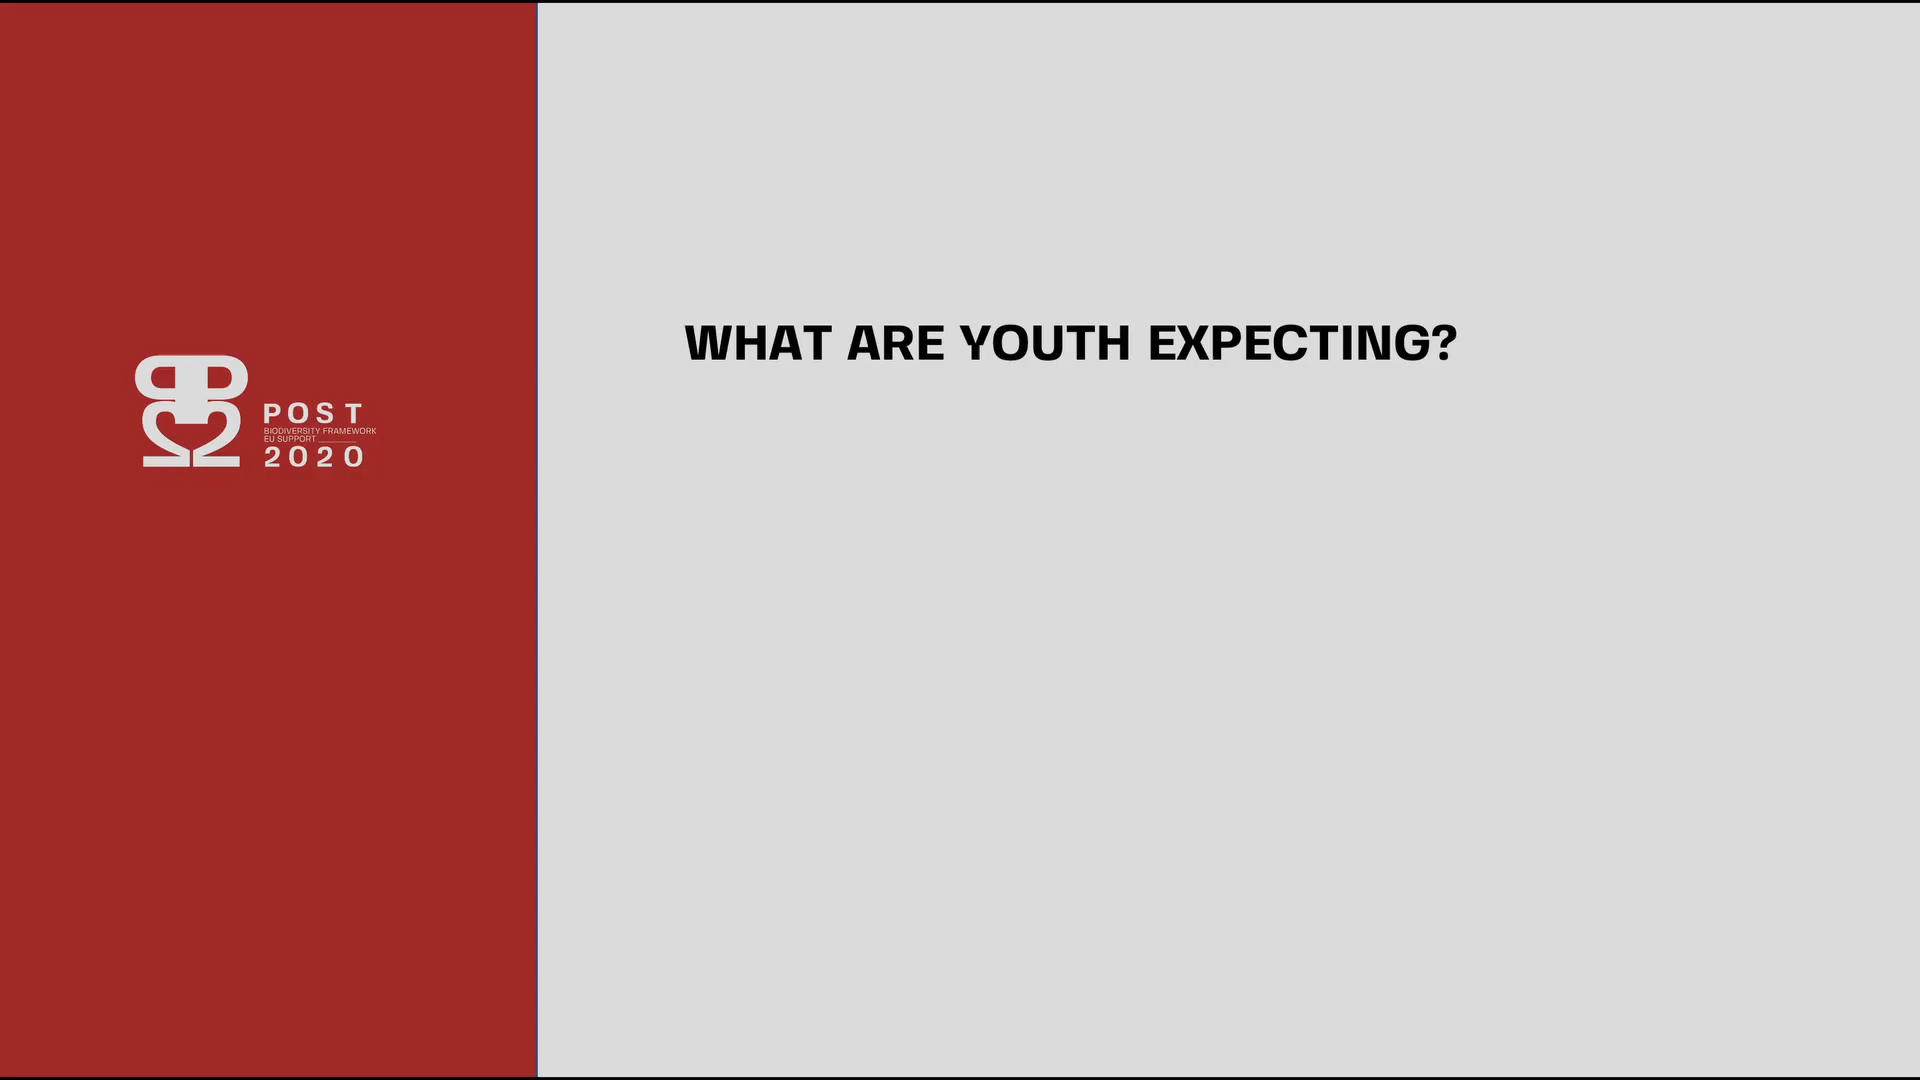 POST
BIODIVERSITY FRAMEWORK
EU SUPPORT
2020
WHAT ARE YOUTH EXPECTING?